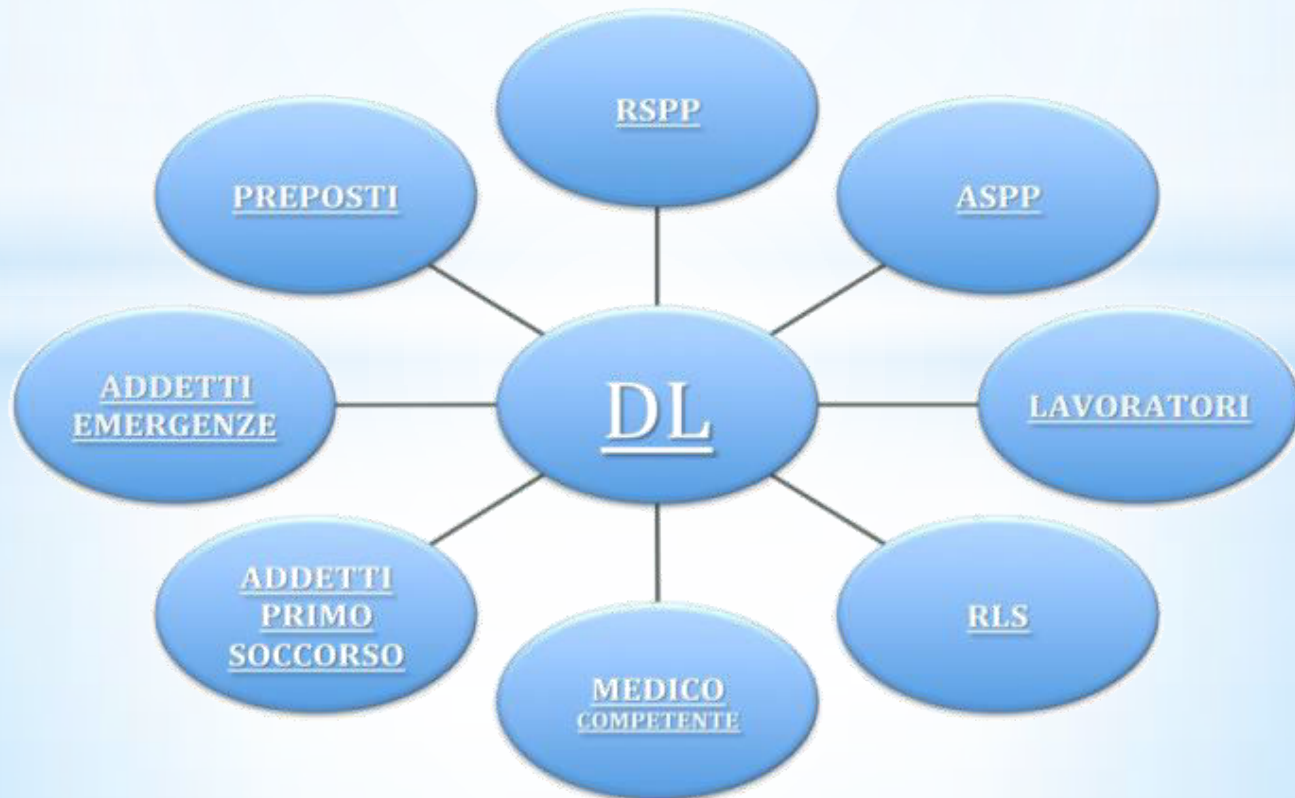 RSPP
PREPOSTI
ASPP
ADDETTI
EMERGENZE
DL
LAVORATORI
ADDETTI
PRIMO
SOCCORSO
RLS
MEDICO
COMPETENTE